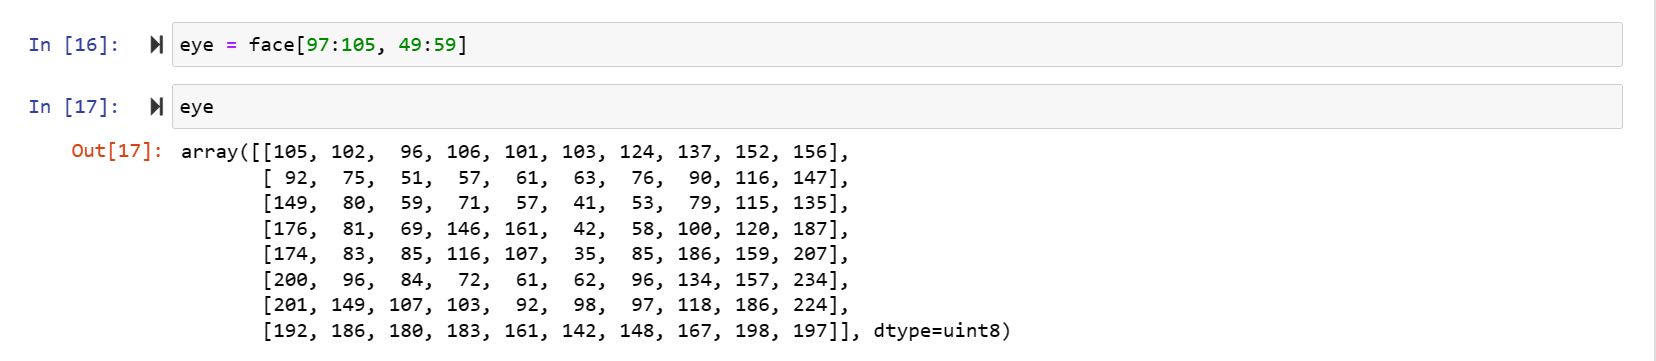 In [16]: eye = face[97:105, 49:59]
In [17]: eye
Out[17]: array([[105, 102,  96, 106, 101, 103, 124, 137, 152, 156],
       [ 92,  75,  51,  57,  61,  63,  76,  90, 116, 147],
       [149,  80,  59,  71,  57,  41,  53,  79, 115, 135],
       [176,  81,  69, 146, 161,  42,  58, 100, 120, 187],
       [174,  83,  85, 116, 107,  35,  85, 186, 159, 207],
       [200,  96,  84,  72,  61,  62,  96, 134, 157, 234],
       [201, 149, 107, 103,  92,  98,  97, 118, 186, 224],
       [192, 186, 180, 183, 161, 142, 148, 167, 198, 197]], dtype=uint8)